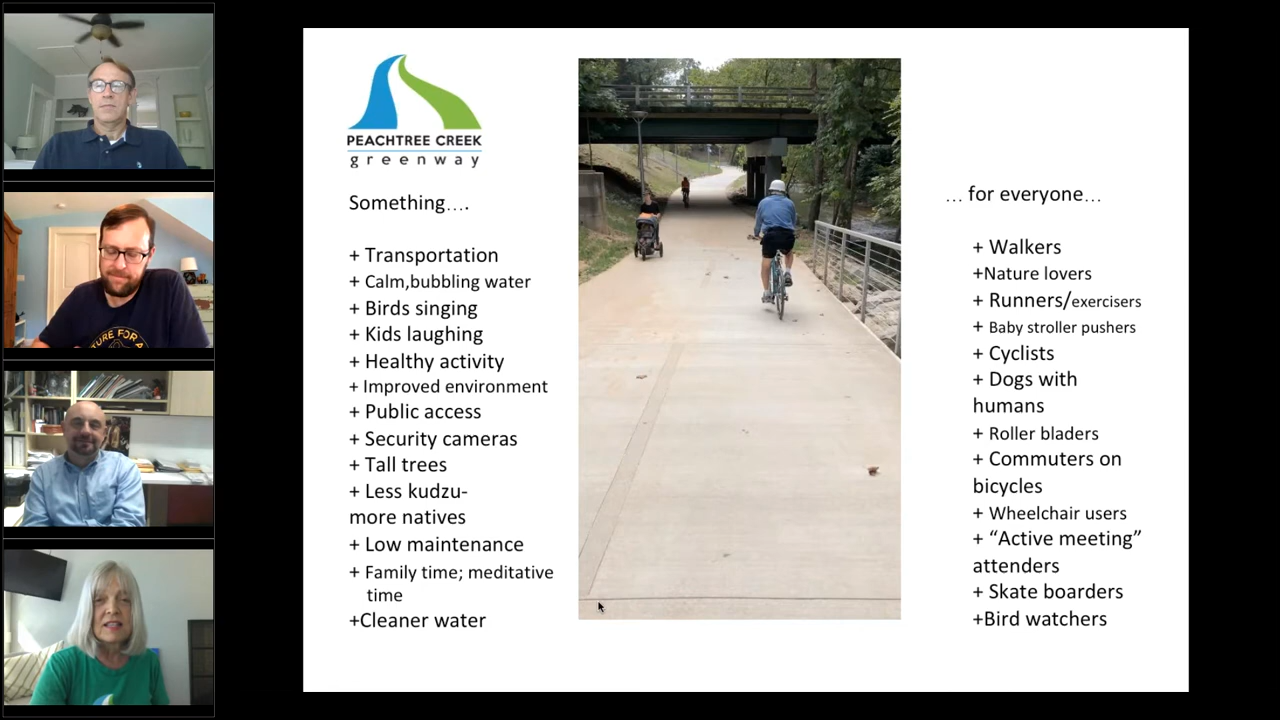 PEACHTREE CREEK
greenway
Something….
+ Transportation
+ Calm,bubbling water
+ Birds singing
+ Kids laughing
+ Healthy activity
+ Improved environment
+ Public access
+ Security cameras
+ Tall trees
+ Less kudzu-
more natives
+ Low maintenance
+ Family time; meditative
time
+Cleaner water
… for everyone…
+ Walkers
+Nature lovers
+ Runners/exercisers
+ Baby stroller pushers
+ Cyclists
+ Dogs with
humans
+ Roller bladers
+ Commuters on
bicycles
+ Wheelchair users
+ “Active meeting”
attenders
+ Skate boarders
+Bird watchers